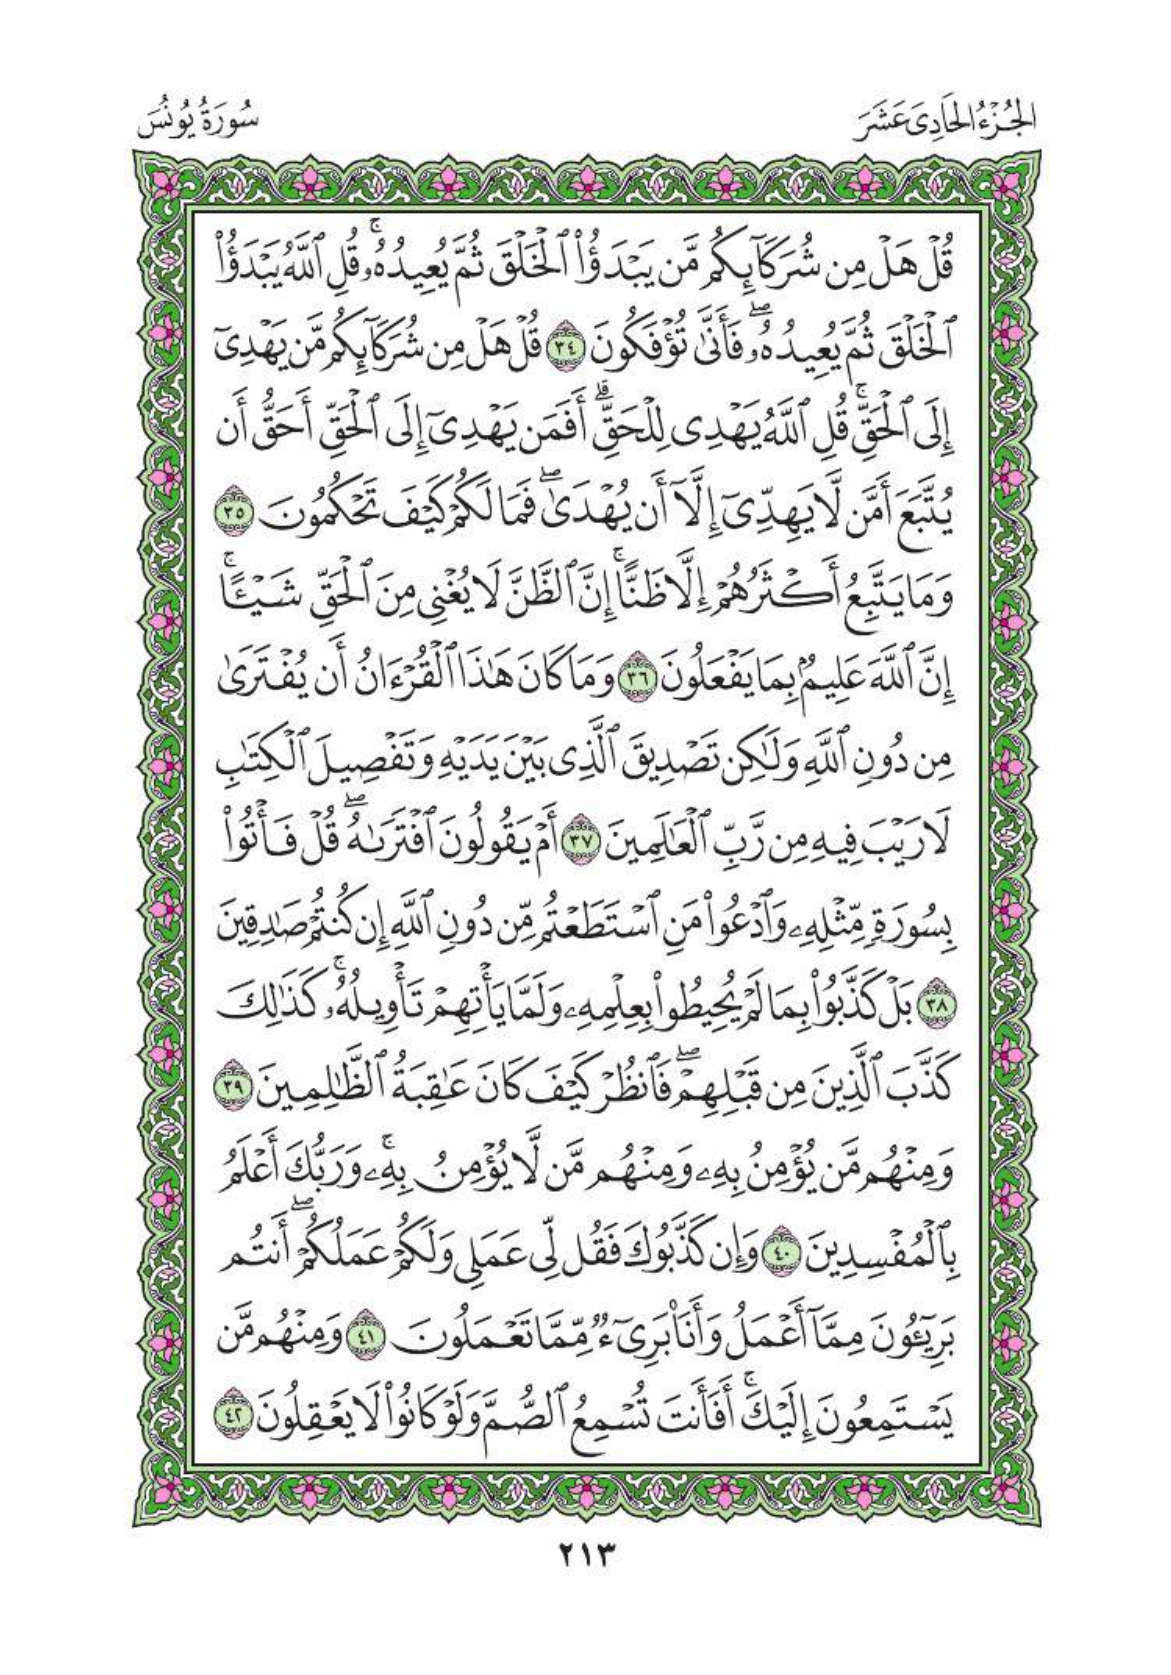 الجُزْءُ الحَادِىَ عَشَرَ
سُورَةُ يُونُسَ
قُلْ هَلْ مِن شُرَكَآئِكُم مَّن يَبْدَؤُا۟ ٱلْخَلْقَ ثُمَّ يُعِيدُهُۥۚ قُلِ ٱللَّهُ يَبْدَؤُا۟
ٱلْخَلْقَ ثُمَّ يُعِيدُهُۥۖ فَأَنَّىٰ تُؤْفَكُونَ ٣٤ قُلْ هَلْ مِن شُرَكَآئِكُم مَّن يَهْدِىٓ
إِلَى ٱلْحَقِّۚ قُلِ ٱللَّهُ يَهْدِى لِلْحَقِّۗ أَفَمَن يَهْدِىٓ إِلَى ٱلْحَقِّ أَحَقُّ أَن
يُتَّبَعَ أَمَّن لَّا يَهِدِّىٓ إِلَّآ أَن يُهْدَىٰۖ فَمَا لَكُمْ كَيْفَ تَحْكُمُونَ ٣٥
وَمَا يَتَّبِعُ أَكْثَرُهُمْ إِلَّا ظَنًّاۚ إِنَّ ٱلظَّنَّ لَا يُغْنِى مِنَ ٱلْحَقِّ شَيْـًٔاۚ
إِنَّ ٱللَّهَ عَلِيمٌۢ بِمَا يَفْعَلُونَ ٣٦ وَمَا كَانَ هَٰذَا ٱلْقُرْءَانُ أَن يُفْتَرَىٰ
مِن دُونِ ٱللَّهِ وَلَٰكِن تَصْدِيقَ ٱلَّذِى بَيْنَ يَدَيْهِ وَتَفْصِيلَ ٱلْكِتَٰبِ
لَا رَيْبَ فِيهِ مِن رَّبِّ ٱلْعَٰلَمِينَ ٣٧ أَمْ يَقُولُونَ ٱفْتَرَىٰهُۖ قُلْ فَأْتُوا۟
بِسُورَةٍ مِّثْلِهِۦ وَٱدْعُوا۟ مَنِ ٱسْتَطَعْتُم مِّن دُونِ ٱللَّهِ إِن كُنتُمْ صَٰدِقِينَ
٣٨ بَلْ كَذَّبُوا۟ بِمَا لَمْ يُحِيطُوا۟ بِعِلْمِهِۦ وَلَمَّا يَأْتِهِمْ تَأْوِيلُهُۥۚ كَذَٰلِكَ
كَذَّبَ ٱلَّذِينَ مِن قَبْلِهِمْۖ فَٱنظُرْ كَيْفَ كَانَ عَٰقِبَةُ ٱلظَّٰلِمِينَ ٣٩
وَمِنْهُم مَّن يُؤْمِنُ بِهِۦ وَمِنْهُم مَّن لَّا يُؤْمِنُ بِهِۦۚ وَرَبُّكَ أَعْلَمُ
بِٱلْمُفْسِدِينَ ٤٠ وَإِن كَذَّبُوكَ فَقُل لِّى عَمَلِى وَلَكُمْ عَمَلُكُمْۖ أَنتُم
بَرِيٓـُٔونَ مِمَّآ أَعْمَلُ وَأَنَا۠ بَرِىٓءٌ مِّمَّا تَعْمَلُونَ ٤١ وَمِنْهُم مَّن
يَسْتَمِعُونَ إِلَيْكَۚ أَفَأَنتَ تُسْمِعُ ٱلصُّمَّ وَلَوْ كَانُوا۟ لَا يَعْقِلُونَ ٤٢
٢١٣